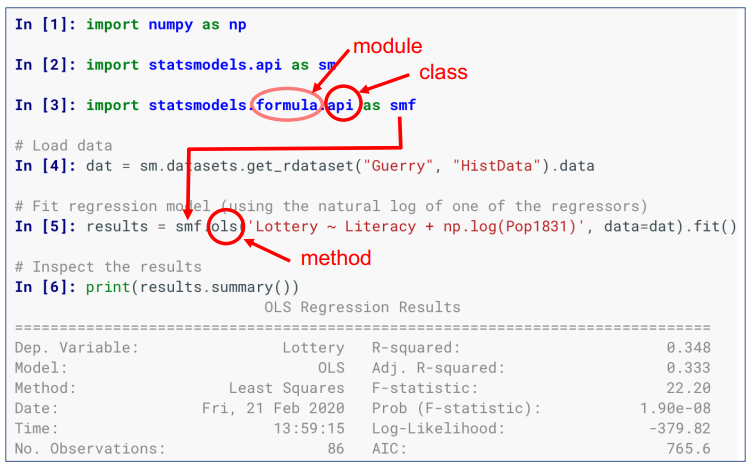 In [1]: import numpy as np
module
In [2]: import statsmodels.api as sm
class
In [3]: import statsmodels.formula.api as smf
# Load data
In [4]: dat = sm.datasets.get_rdataset("Guerry", "HistData").data
# Fit regression model (using the natural log of one of the regressors)
In [5]: results = smf.ols('Lottery ~ Literacy + np.log(Pop1831)', data=dat).fit()
method
# Inspect the results
In [6]: print(results.summary())
OLS Regression Results
==============================================================================
Dep. Variable: Lottery R-squared: 0.348
Model: OLS Adj. R-squared: 0.333
Method: Least Squares F-statistic: 22.20
Date: Fri, 21 Feb 2020 Prob (F-statistic): 1.90e-08
Time: 13:59:15 Log-Likelihood: -379.82
No. Observations: 86 AIC: 765.6